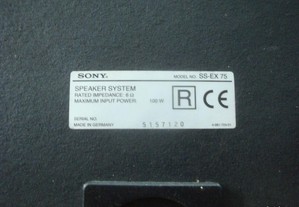 SONY
MODEL NO. SS-EX 75
SPEAKER SYSTEM
RATED IMPEDANCE: 6 Ω
MAXIMUM INPUT POWER: 100 W
R CE
SERIAL NO.
MADE IN GERMANY
5157120